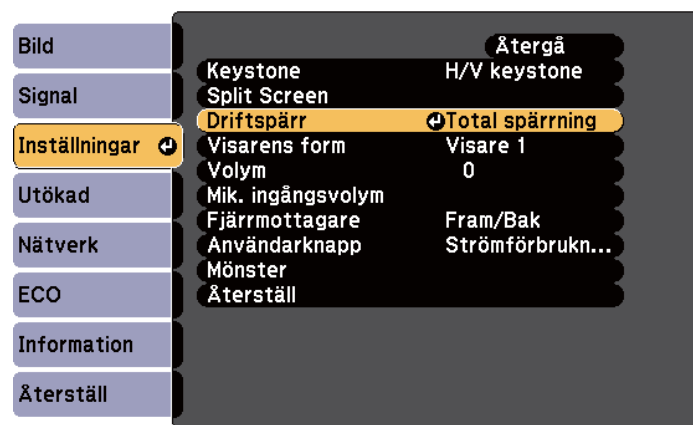 Bild
Signal
Inställningar
Utökad
Nätverk
ECO
Information
Återställ
Återgå
Keystone H/V keystone
Split Screen
Driftspärr Total spärrning
Visarens form Visare 1
Volym 0
Mik. ingångsvolym
Fjärrmottagare Fram/Bak
Användarknapp Strömförbrukn...
Mönster
Återställ